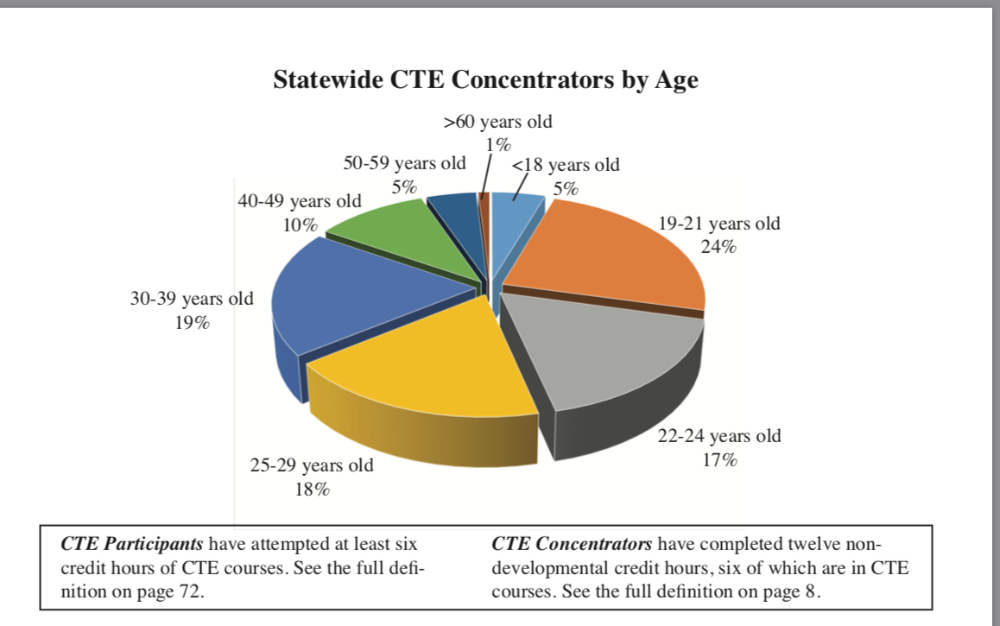 Statewide CTE Concentrators by Age
>60 years old
1%
50-59 years old
5%
<18 years old
5%
40-49 years old
10%
19-21 years old
24%
30-39 years old
19%
22-24 years old
17%
25-29 years old
18%
CTE Participants have attempted at least six
credit hours of CTE courses. See the full defi-
nition on page 72.
CTE Concentrators have completed twelve non-
developmental credit hours, six of which are in CTE
courses. See the full definition on page 8.